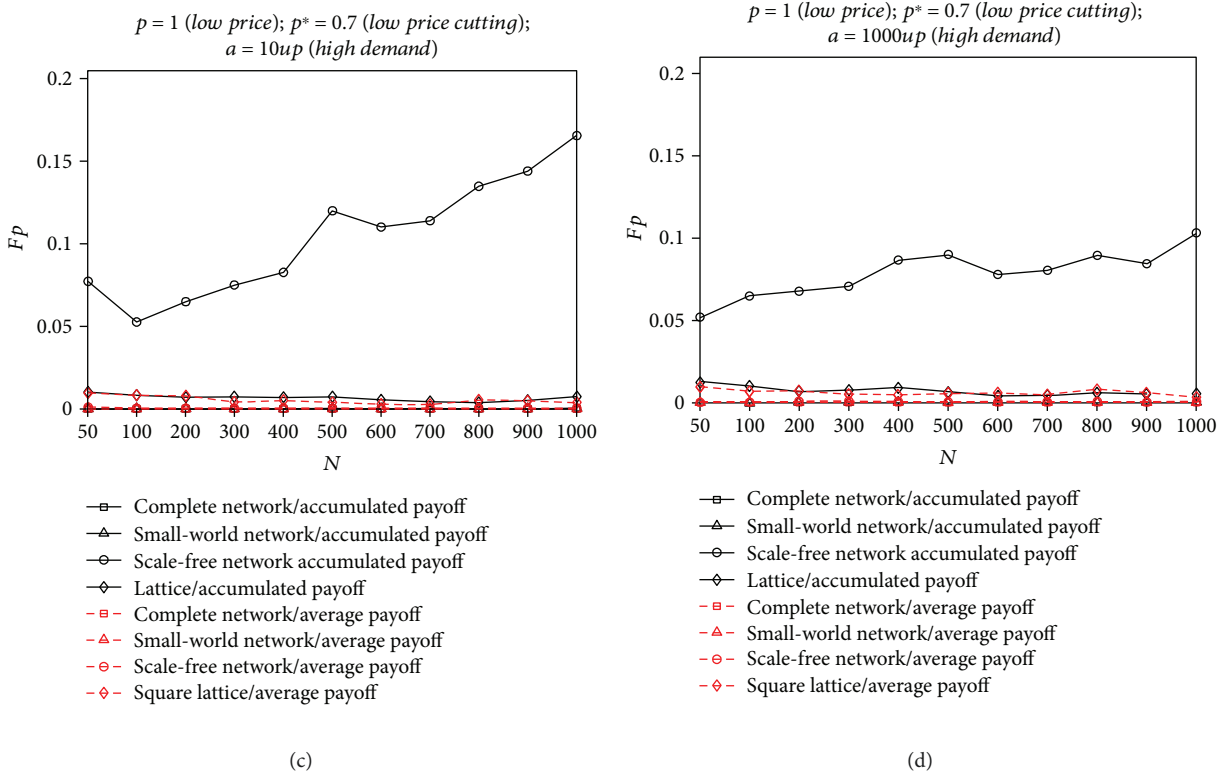 p = 1 (low price); p* = 0.7 (low price cutting);
a = 10up (high demand)
0.2
0.15
0.1
0.05
0
Fp
50 100 200 300 400 500 600 700 800 900 1000
N
Complete network/accumulated payoff
Small-world network/accumulated payoff
Scale-free network accumulated payoff
Lattice/accumulated payoff
Complete network/average payoff
Small-world network/average payoff
Scale-free network/average payoff
Square lattice/average payoff
(c)
p = 1 (low price); p* = 0.7 (low price cutting);
a = 1000up (high demand)
0.2
0.15
0.1
0.05
0
Fp
50 100 200 300 400 500 600 700 800 900 1000
N
Complete network/accumulated payoff
Small-world network/accumulated payoff
Scale-free network/accumulated payoff
Lattice/accumulated payoff
Complete network/average payoff
Small-world network/average payoff
Scale-free network/average payoff
Square lattice/average payoff
(d)